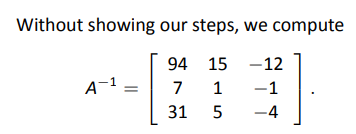 Without showing our steps, we compute
94 15 −12
A⁻¹ = 7 1 −1 .
31 5 −4